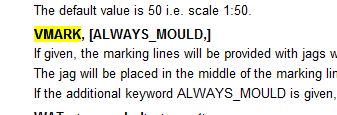 The default value is 50 i.e. scale 1:50.
VMARK, [ALWAYS_MOULD,]
If given, the marking lines will be provided with jags
The jag will be placed in the middle of the marking
If the additional keyword ALWAYS_MOULD is given,